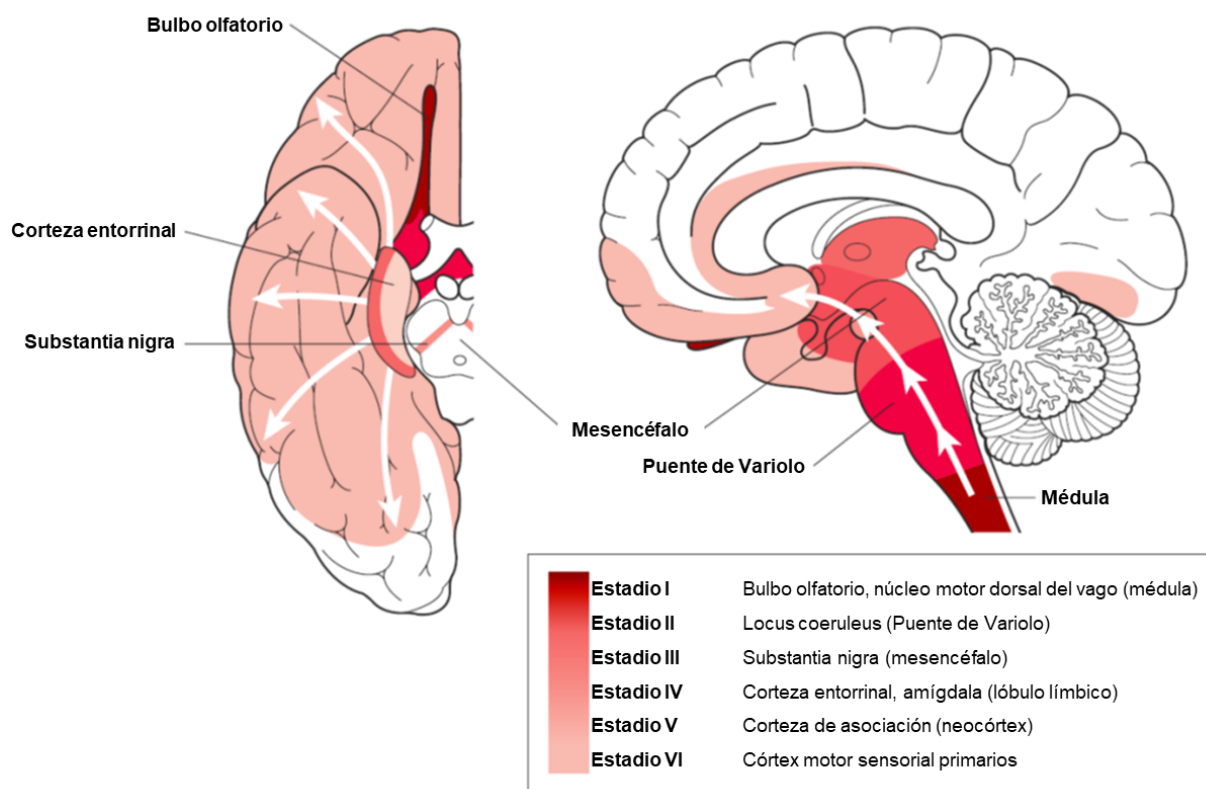 Bulbo olfatorio
Corteza entorrinal
Substantia nigra
Mesencéfalo
Puente de Variolo
Médula
Estadio I Bulbo olfatorio, núcleo motor dorsal del vago (médula)
Estadio II Locus coeruleus (Puente de Variolo)
Estadio III Substantia nigra (mesencéfalo)
Estadio IV Corteza entorrinal, amígdala (lóbulo límbico)
Estadio V Corteza de asociación (neocórtex)
Estadio VI Córtex motor sensorial primarios